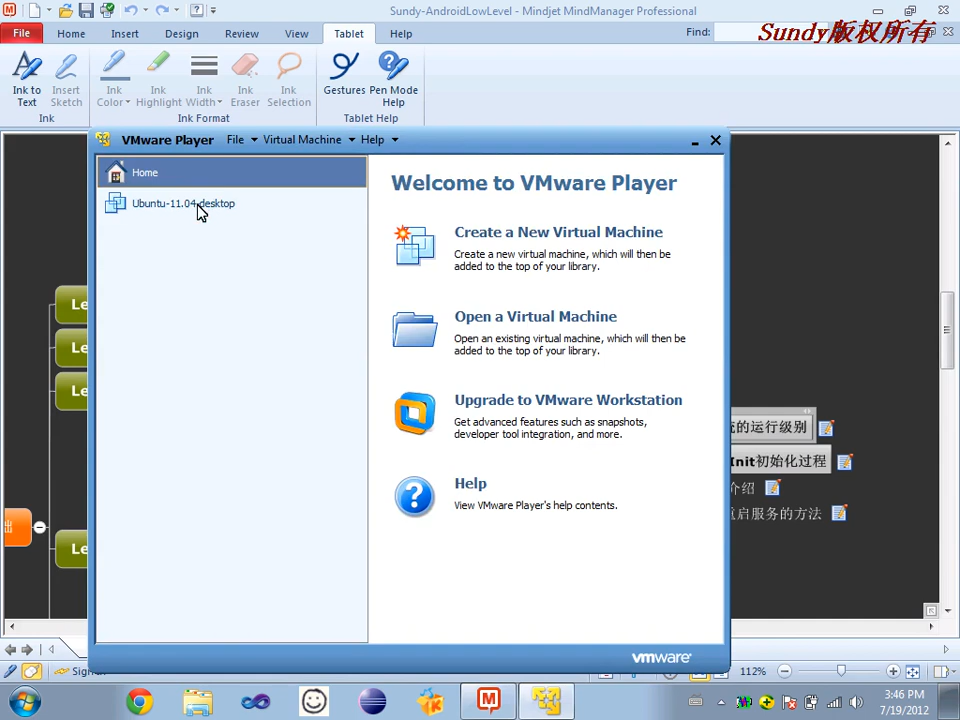 Sundy-AndroidLowLevel - Mindjet MindManager Professional
File
Home
Insert
Design
Review
View
Tablet
Help
Find:
Sundy版权所有
Ink to
Text
Insert
Sketch
Ink
Color
Ink
Highlight
Ink
Width
Ink
Eraser
Ink
Selection
Gestures
Pen Mode
Help
Ink
Ink Format
Tablet Help
VMware Player
File
Virtual Machine
Help
Home
Ubuntu-11.04-desktop
Welcome to VMware Player
Create a New Virtual Machine
Create a new virtual machine, which will then be
added to the top of your library.
Open a Virtual Machine
Open an existing virtual machine, which will then be
added to the top of your library.
Upgrade to VMware Workstation
Get advanced features such as snapshots,
developer tool integration, and more.
Help
View VMware Player's help contents.
vmware
Le
Le
Le
Le
的运行级别
Init初始化过程
介绍
启服务的方法
112%
3:46 PM
7/19/2012